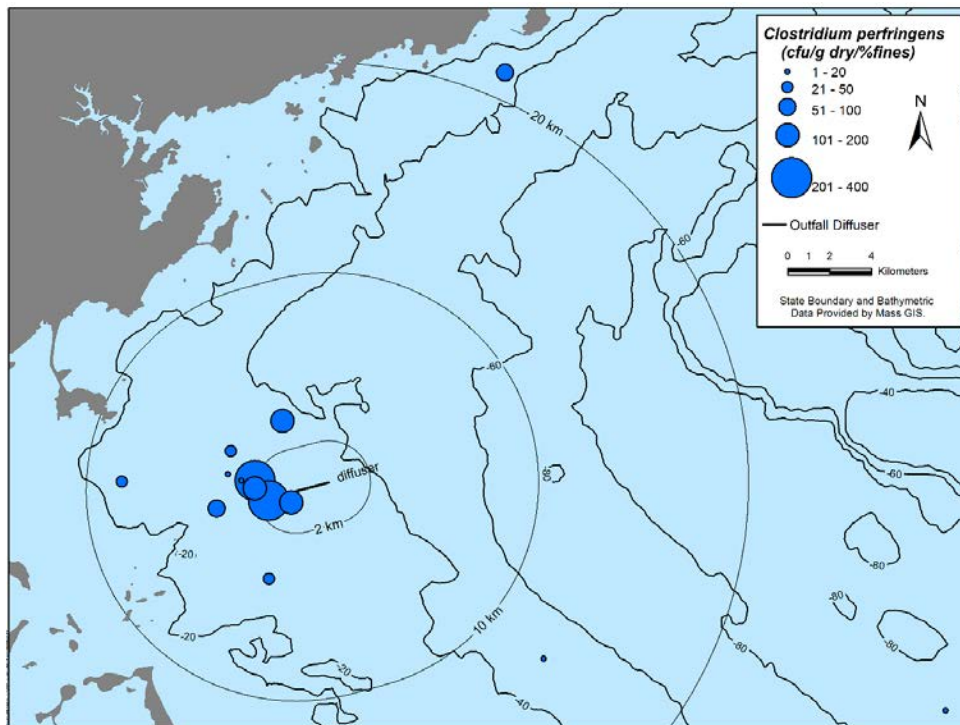 Clostridium perfringens
(cfu/g dry/%fines)
1 - 20
21 - 50
51 - 100
101 - 200
201 - 400
N
Outfall Diffuser
0 1 2 4
Kilometers
State Boundary and Bathymetric
Data Provided by Mass GIS.
20 km
-60
-60
-40
-60
-80
diffuser
2 km
-20
-60
-80
-80
-20
10 km
-20
-80
-40